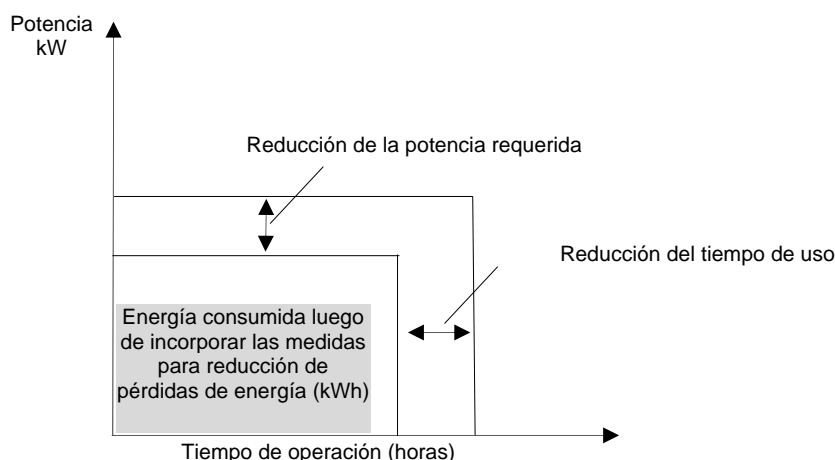 Potencia
kW
Reducción de la potencia requerida
Reducción del tiempo de uso
Energía consumida luego
de incorporar las medidas
para reducción de
pérdidas de energía (kWh)
Tiempo de operación (horas)